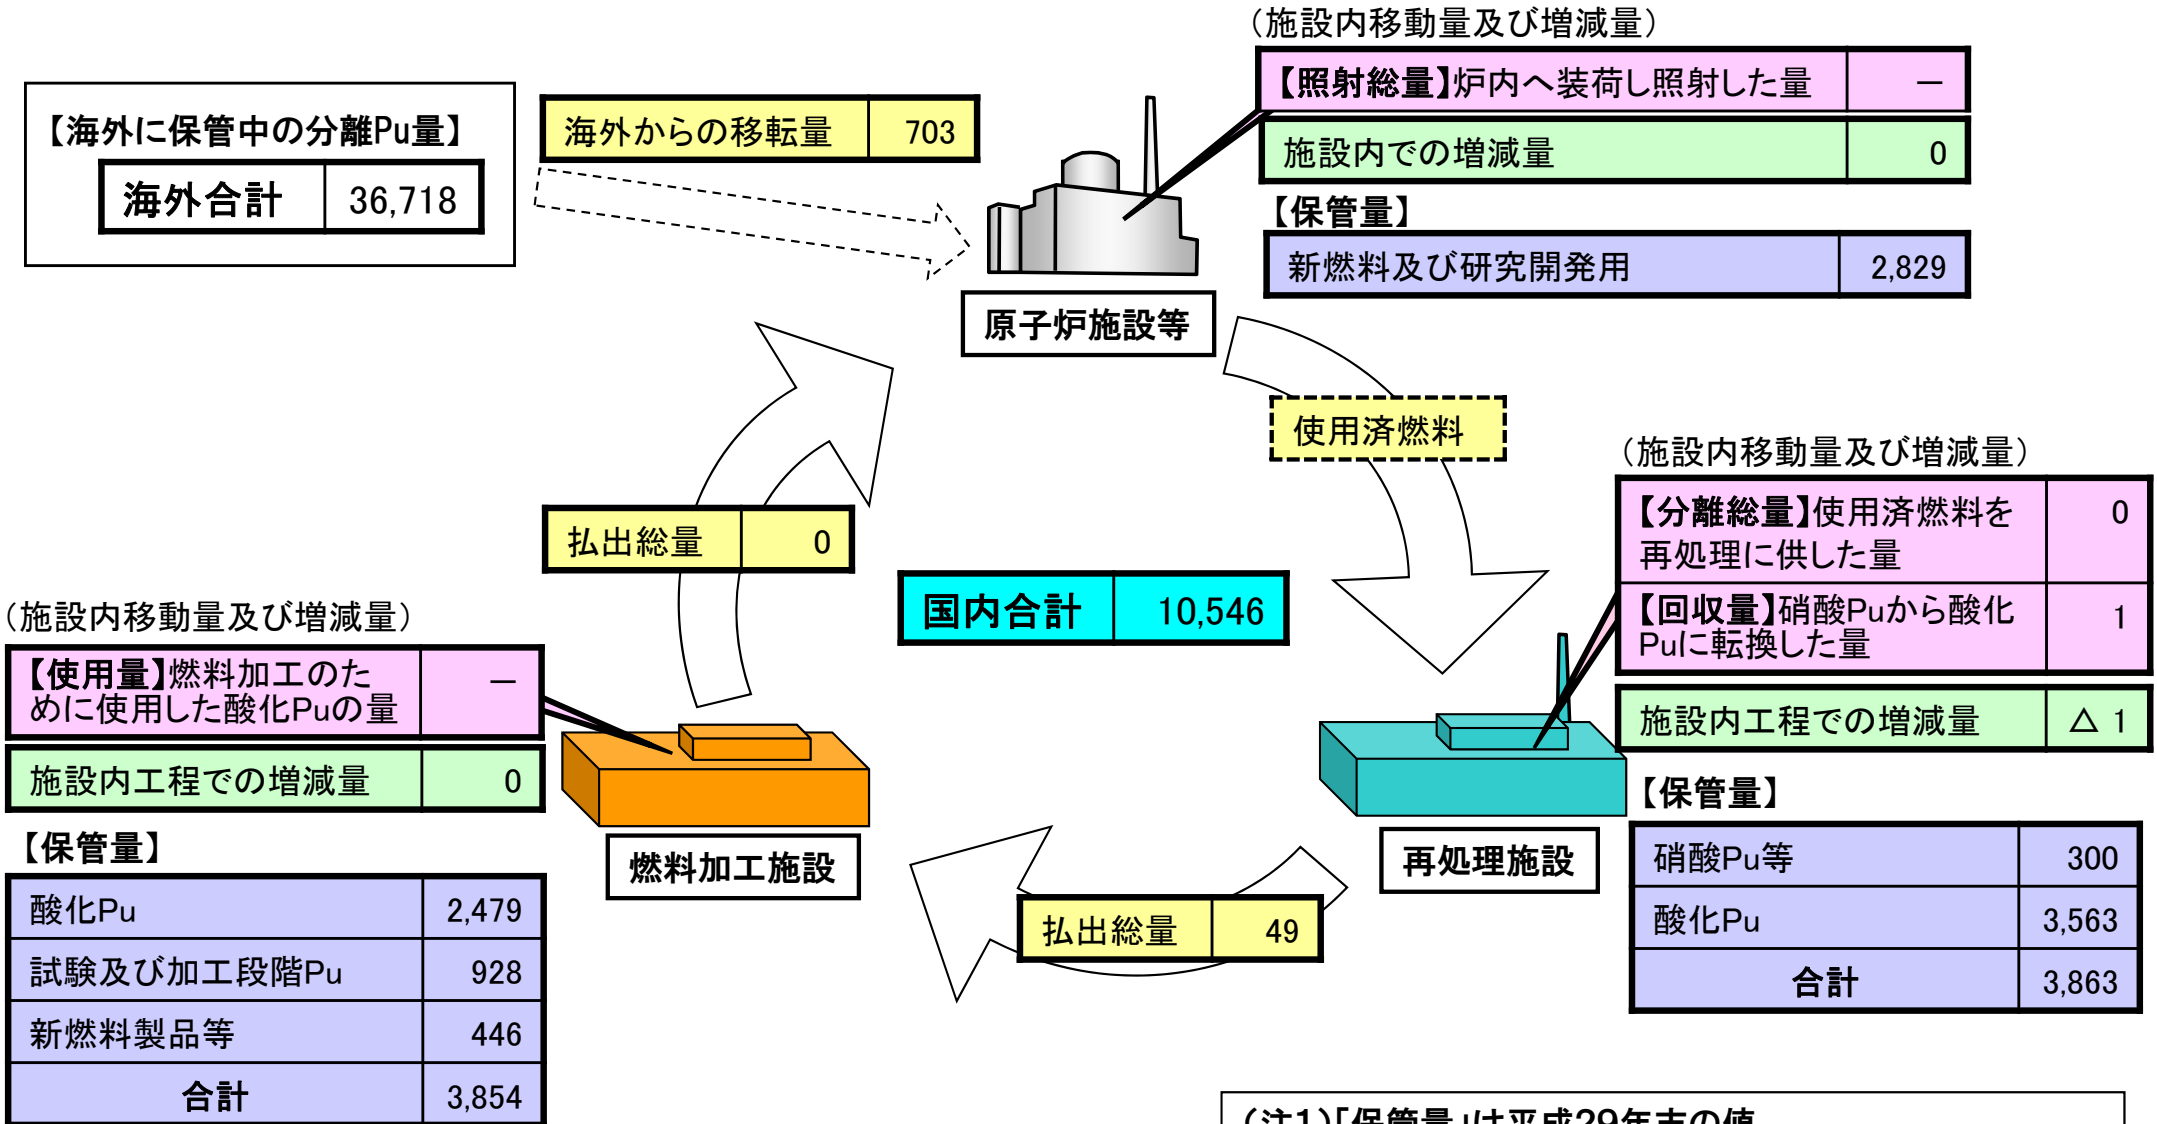 （施設内移動量及び増減量）
【照射総量】炉内へ装荷し照射した量 －
施設内での増減量 0
【保管量】
新燃料及び研究開発用 2,829
【海外に保管中の分離Pu量】
海外合計 36,718
海外からの移転量 703
原子炉施設等
使用済燃料
（施設内移動量及び増減量）
【分離総量】使用済燃料を 0
再処理に供した量
【回収量】硝酸Puから酸化 1
Puに転換した量
施設内工程での増減量 △ 1
【保管量】
硝酸Pu等 300
酸化Pu 3,563
合計 3,863
再処理施設
払出総量 0
国内合計 10,546
（施設内移動量及び増減量）
【使用量】燃料加工のた －
めに使用した酸化Puの量
施設内工程での増減量 0
【保管量】
酸化Pu 2,479
試験及び加工段階Pu 928
新燃料製品等 446
合計 3,854
燃料加工施設
払出総量 49
（注1）「保管量」は平成29年末の値